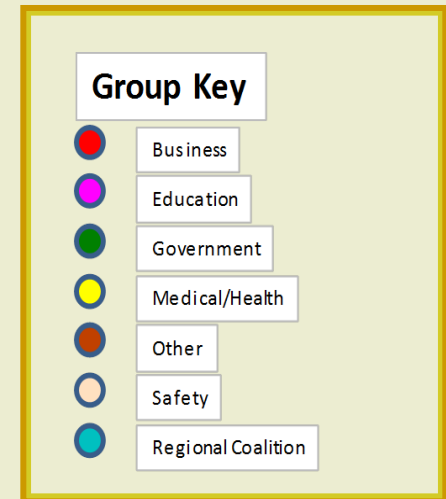 Group Key
Business
Education
Government
Medical/Health
Other
Safety
Regional Coalition